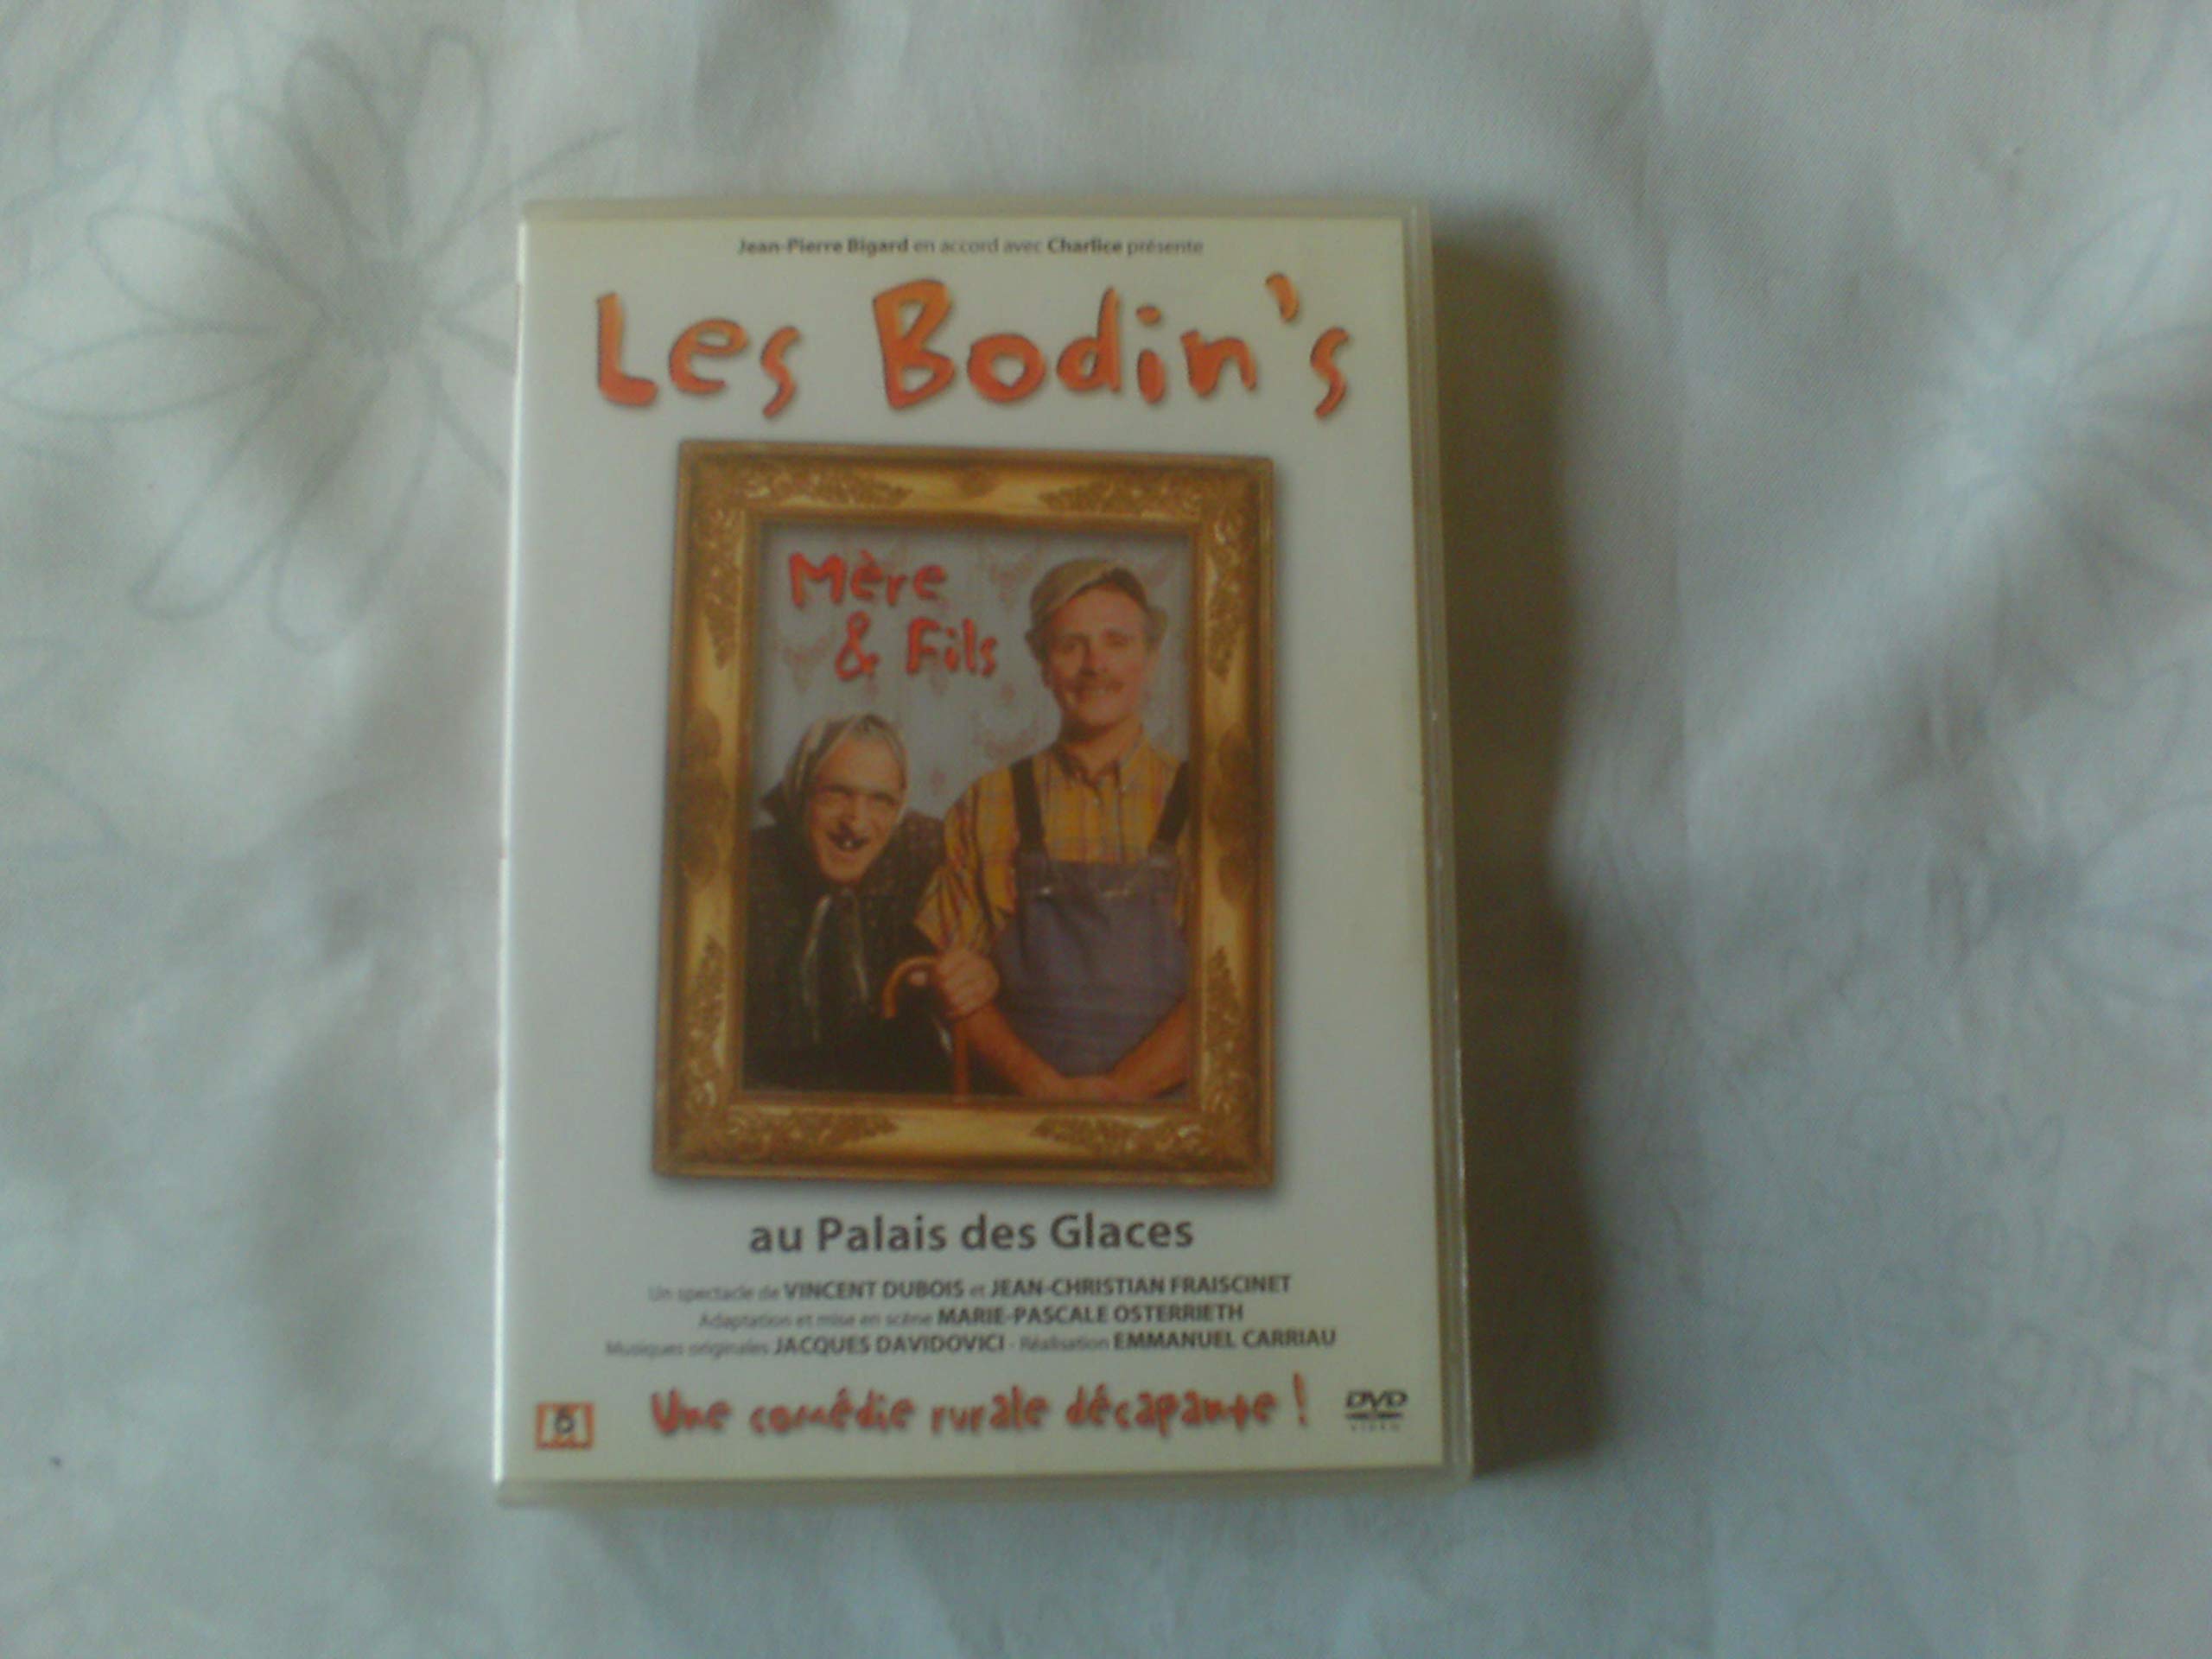 Jean-Pierre Bigard en accord avec Charlice présente
Les Bodin's
Mère
& Fils
au Palais des Glaces
Un spectacle de VINCENT DUBOIS et JEAN-CHRISTIAN FRAISCINET
Adaptation et mise en scène MARIE-PASCALE OSTERRIETH
Musiques originales JACQUES DAVIDOVICI - Réalisation EMMANUEL CARRIAU
Une comédie rurale décapante !
DVD
VIDEO